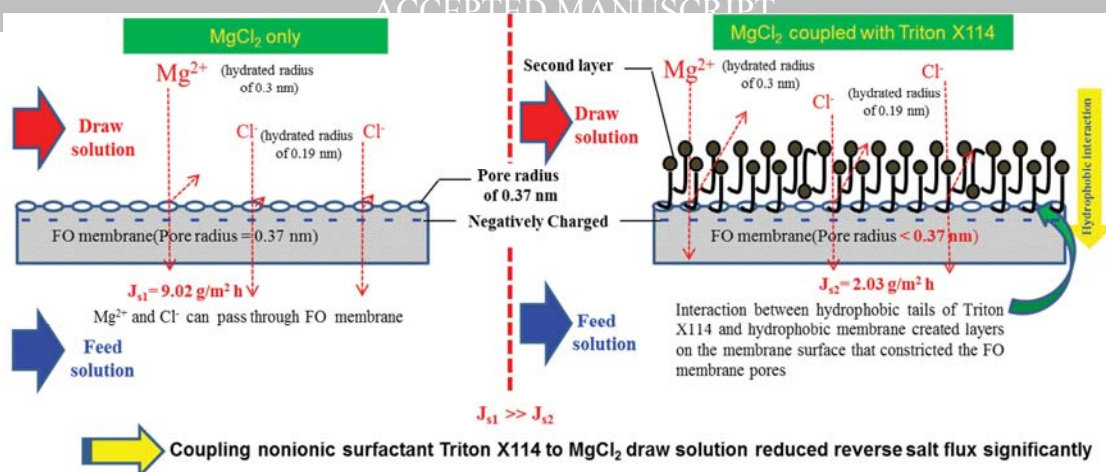 ACCEPTED MANUSCRIPT
MgCl₂ only
Mg²⁺
(hydrated radius
of 0.3 nm)
Draw
solution
Cl⁻
(hydrated radius
of 0.19 nm)
Cl⁻
FO membrane(Pore radius = 0.37 nm)
Jₛ₁= 9.02 g/m² h
Mg²⁺ and Cl⁻ can pass through FO membrane
Feed
solution
Pore radius
of 0.37 nm
Negatively Charged
Jₛ₁ >> Jₛ₂
MgCl₂ coupled with Triton X114
Second layer
Mg²⁺
(hydrated radius
of 0.3 nm)
Cl⁻
Draw
solution
Cl⁻
(hydrated radius
of 0.19 nm)
Hydrophobic interaction
FO membrane(Pore radius < 0.37 nm)
Jₛ₂= 2.03 g/m² h
Interaction between hydrophobic tails of Triton
X114 and hydrophobic membrane created layers
on the membrane surface that constricted the FO
membrane pores
Feed
solution
Coupling nonionic surfactant Triton X114 to MgCl₂ draw solution reduced reverse salt flux significantly